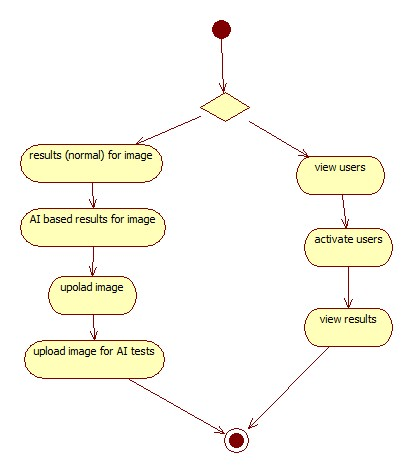 results (normal) for image
AI based results for image
upolad image
upload image for AI tests
view users
activate users
view results